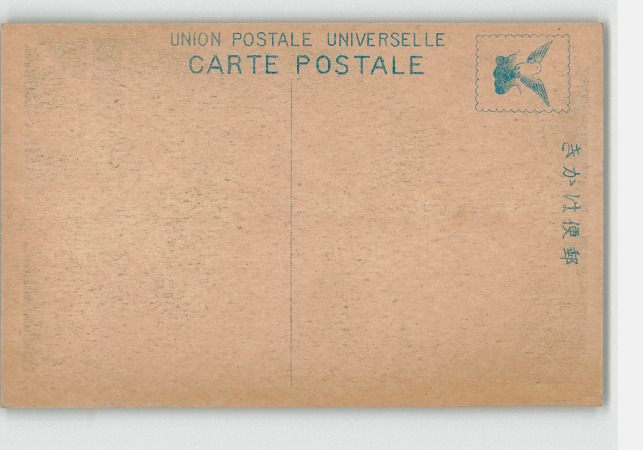 UNION POSTALE UNIVERSELLE
CARTE POSTALE
きかは便郵